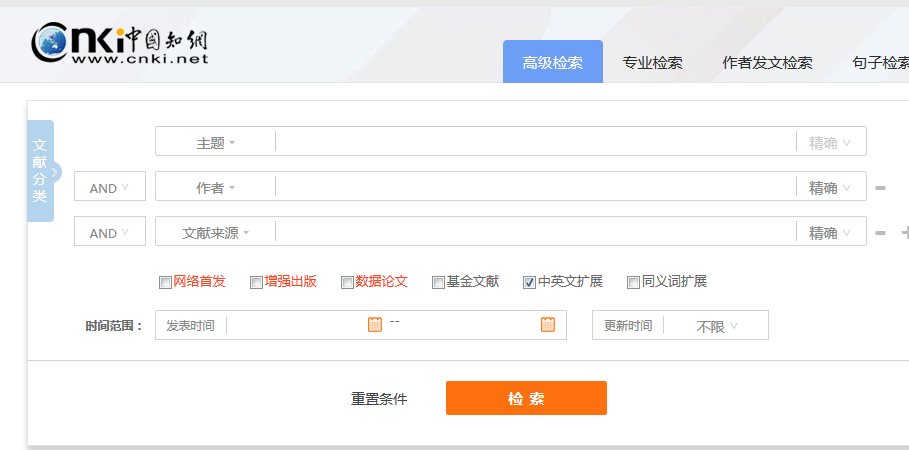 Cnki中国知網
www.cnki.net
高级检索 专业检索 作者发文检索 句子检索
文献分类
主题 精确
AND 作者 精确
AND 文献来源 精确
网络首发 增强出版 数据论文 基金文献 中英文扩展 同义词扩展
时间范围： 发表时间 -- 更新时间 不限
重置条件 检索